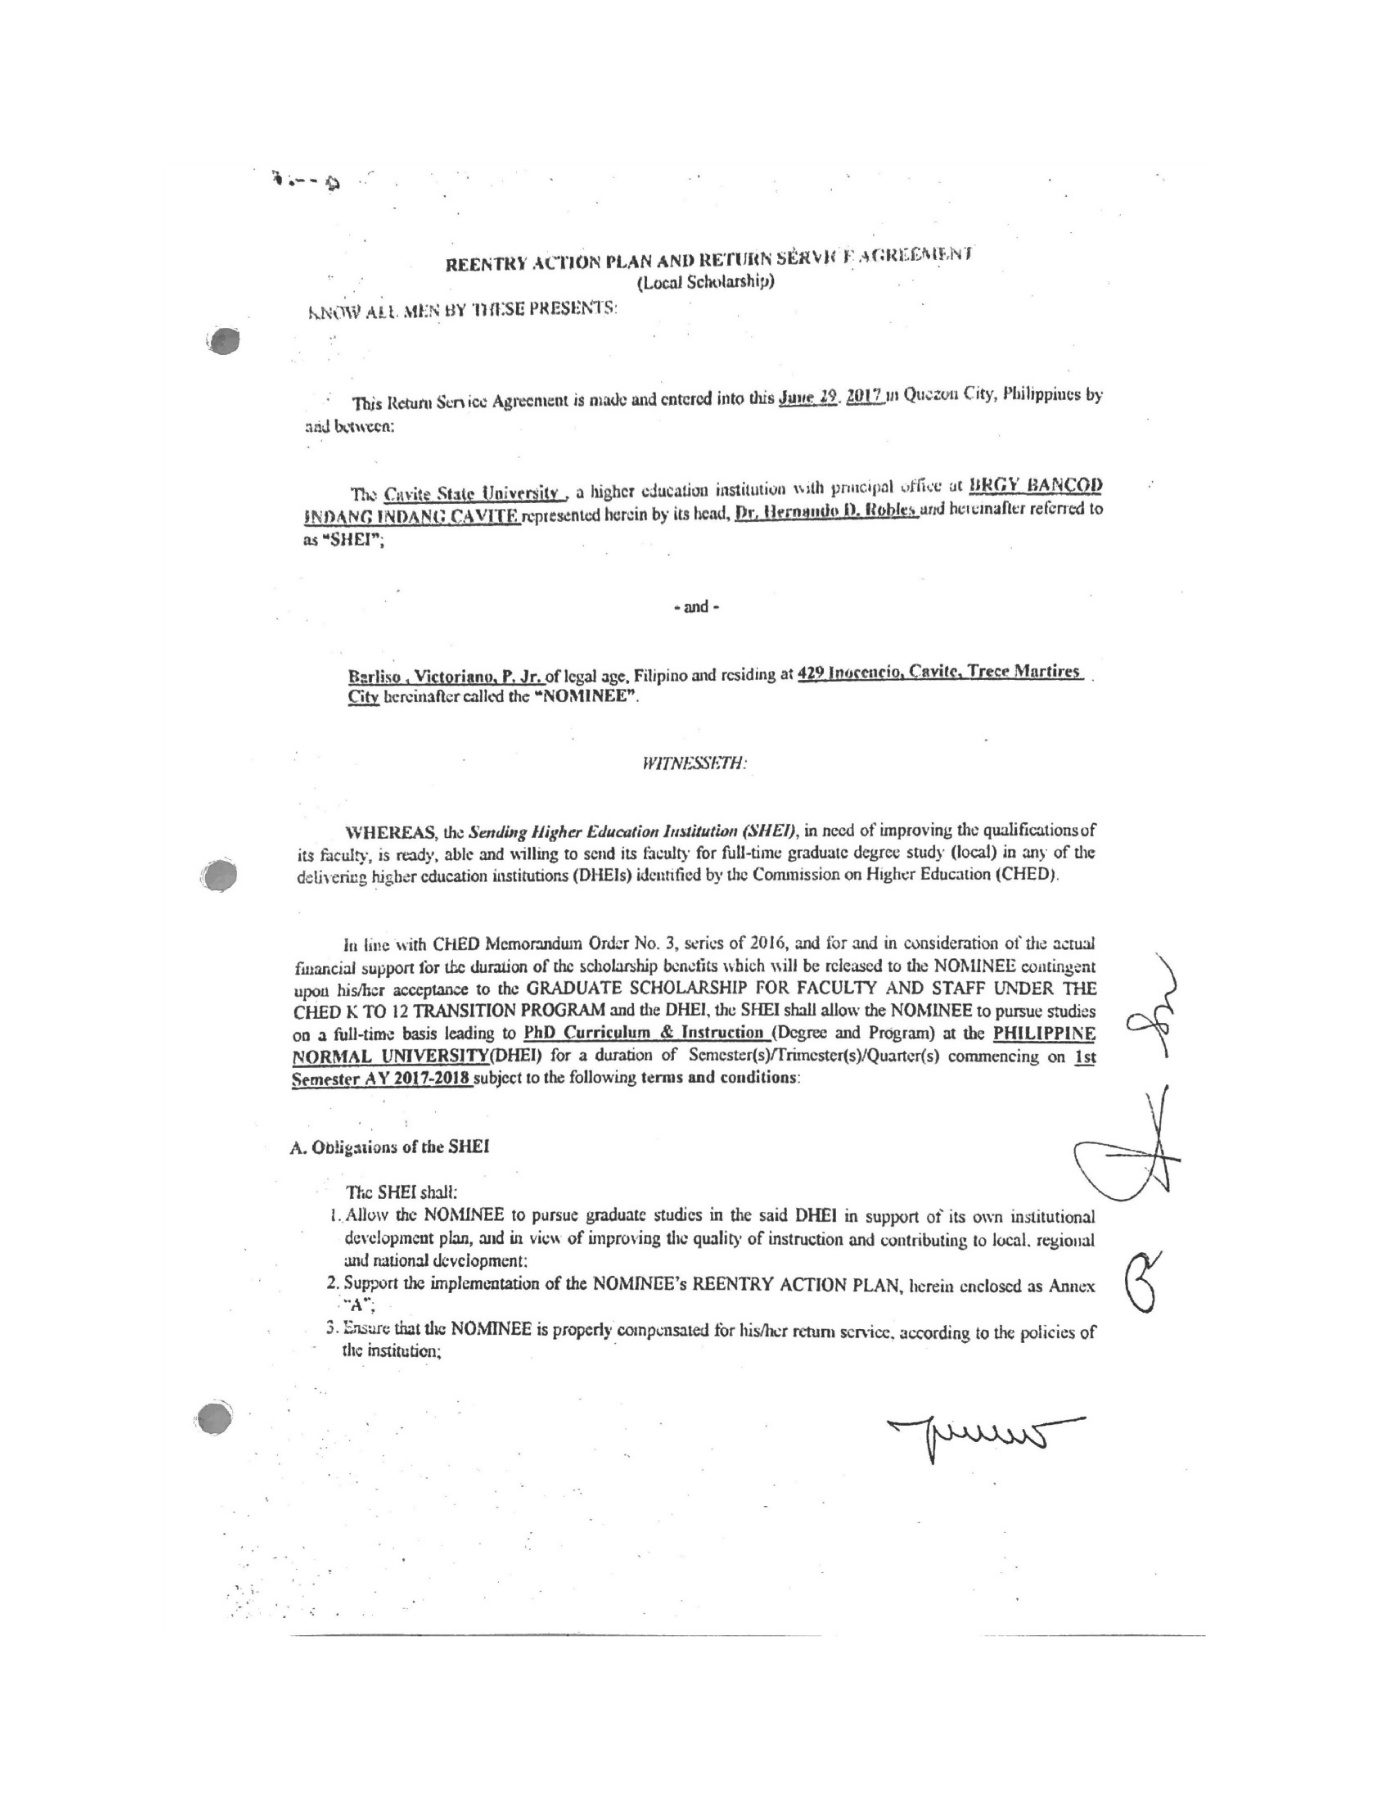 REENTRY ACTION PLAN AND RETURN SERVICE AGREEMENT
(Local Scholarship)
KNOW ALL MEN BY THESE PRESENTS:
This Return Service Agreement is made and entered into this June 29, 2017 in Quezon City, Philippines by
and between:
The Cavite State University , a higher education institution with principal office at BRGY BANCOD
INDANG INDANG CAVITE represented herein by its head, Dr. Hernando D. Robles and hereinafter referred to
as "SHEI";
- and -
Barliso , Victoriano, P. Jr. of legal age, Filipino and residing at 429 Inocencio, Cavite, Trece Martires
City hereinafter called the "NOMINEE".
WITNESSETH:
WHEREAS, the Sending Higher Education Institution (SHEI), in need of improving the qualifications of
its faculty, is ready, able and willing to send its faculty for full-time graduate degree study (local) in any of the
delivering higher education institutions (DHEIs) identified by the Commission on Higher Education (CHED).
In line with CHED Memorandum Order No. 3, series of 2016, and for and in consideration of the actual
financial support for the duration of the scholarship benefits which will be released to the NOMINEE contingent
upon his/her acceptance to the GRADUATE SCHOLARSHIP FOR FACULTY AND STAFF UNDER THE
CHED K TO 12 TRANSITION PROGRAM and the DHEI, the SHEI shall allow the NOMINEE to pursue studies
on a full-time basis leading to PhD Curriculum & Instruction (Degree and Program) at the PHILIPPINE
NORMAL UNIVERSITY(DHEI) for a duration of Semester(s)/Trimester(s)/Quarter(s) commencing on 1st
Semester AY 2017-2018 subject to the following terms and conditions:
A. Obligations of the SHEI
The SHEI shall:
1. Allow the NOMINEE to pursue graduate studies in the said DHEI in support of its own institutional
development plan, and in view of improving the quality of instruction and contributing to local, regional
and national development;
2. Support the implementation of the NOMINEE's REENTRY ACTION PLAN, herein enclosed as Annex
"A";
3. Ensure that the NOMINEE is properly compensated for his/her return service, according to the policies of
the institution;